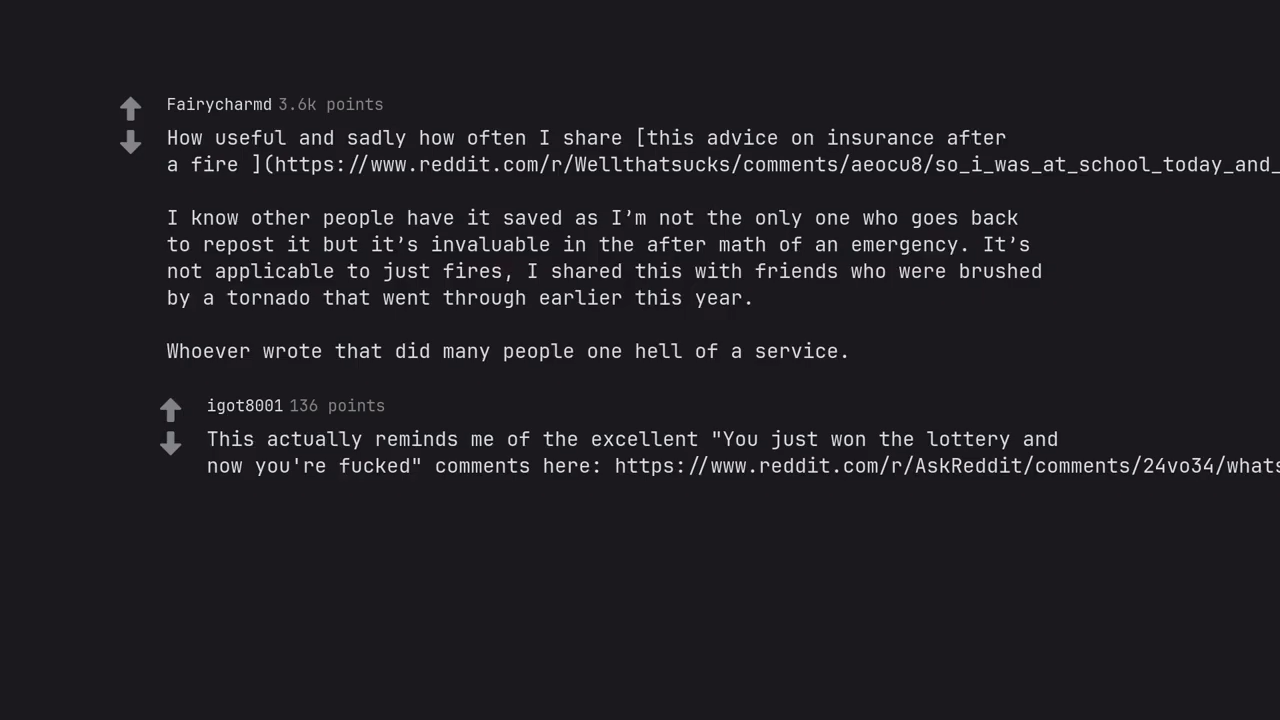 Fairycharmd 3.6k points
How useful and sadly how often I share [this advice on insurance after
a fire ](https://www.reddit.com/r/Wellthatsucks/comments/aeocu8/so_i_was_at_school_today_and_
I know other people have it saved as I’m not the only one who goes back
to repost it but it’s invaluable in the after math of an emergency. It’s
not applicable to just fires, I shared this with friends who were brushed
by a tornado that went through earlier this year.
Whoever wrote that did many people one hell of a service.
igot8001 136 points
This actually reminds me of the excellent "You just won the lottery and
now you're fucked" comments here: https://www.reddit.com/r/AskReddit/comments/24vo34/whats